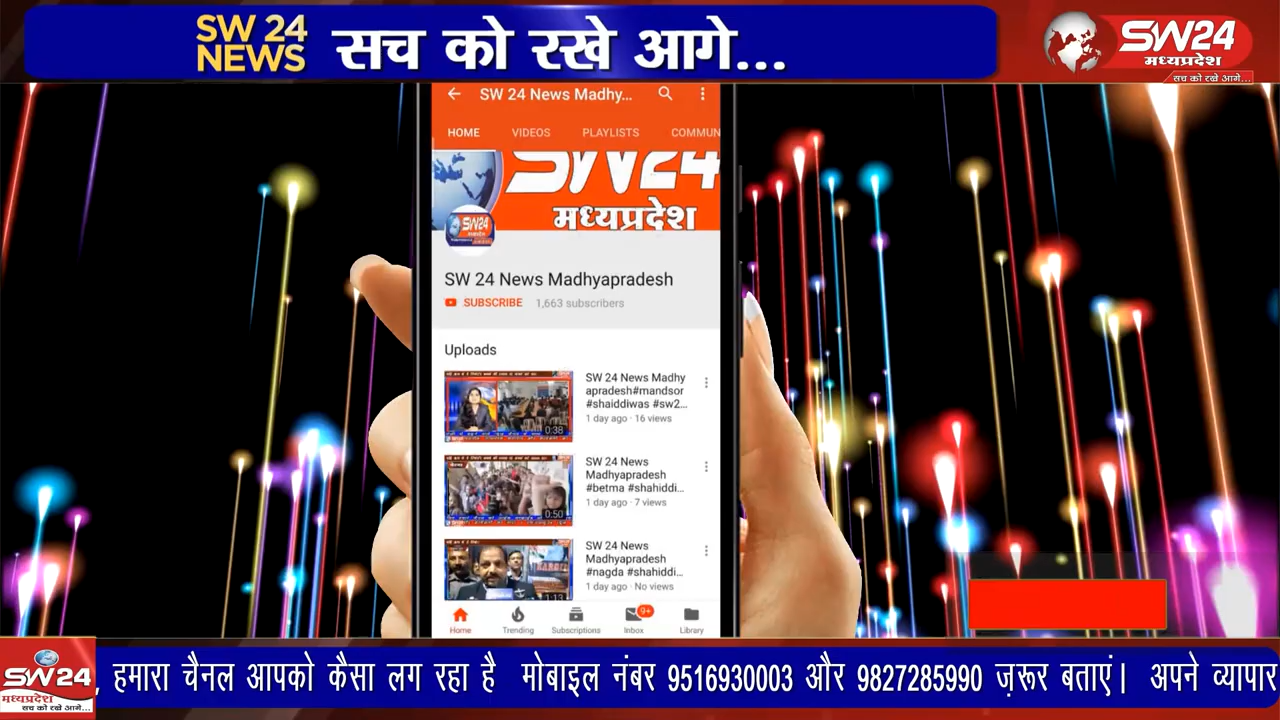 SW 24
NEWS
सच को रखे आगे...
SW24
मध्यप्रदेश
सच को रखे आगे...
SW 24 News Madhy...
HOME VIDEOS PLAYLISTS COMMUN
SW24
मध्यप्रदेश
SW24
SW 24 News Madhyapradesh
SUBSCRIBE 1,663 subscribers
Uploads
SW 24 News Madhy
apradesh#mandsor
#shaiddiwas #sw2...
1 day ago · 16 views
0:38
SW 24 News
Madhyapradesh
#betma #shahiddi...
1 day ago · 7 views
0:50
SW 24 News
Madhyapradesh
#nagda #shahiddi...
1 day ago · No views
1:13
9+
Home Trending Subscriptions Inbox Library
SW24
मध्यप्रदेश
सच को रखे आगे...
, हमारा चैनल आपको कैसा लग रहा है मोबाइल नंबर 9516930003 और 9827285990 ज़रूर बताएं। अपने व्यापार